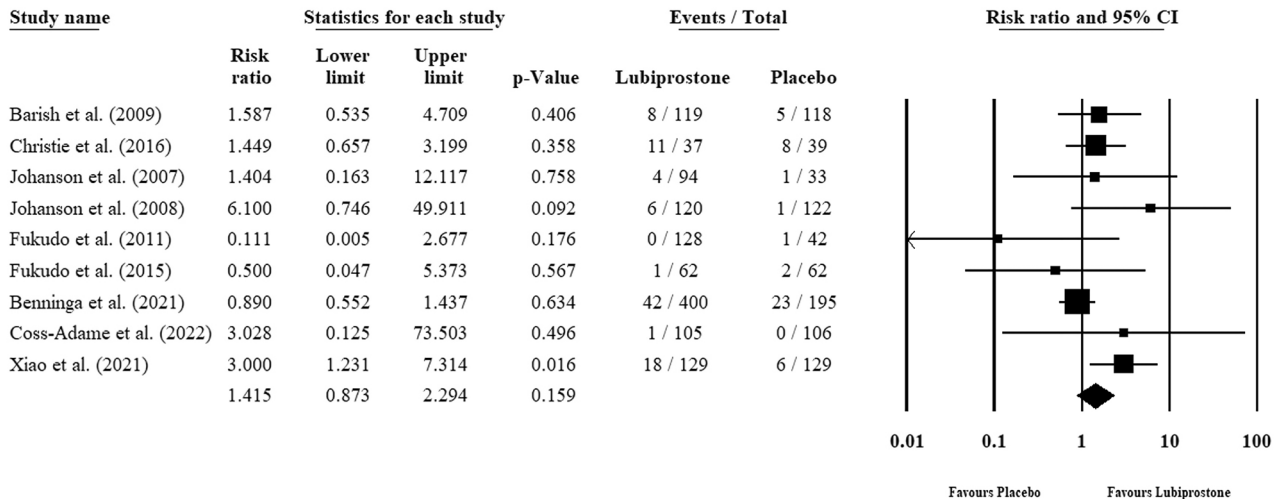 Study name Statistics for each study Events / Total Risk ratio and 95% CI
Risk Lower Upper
ratio limit limit p-Value Lubiprostone Placebo
Barish et al. (2009) 1.587 0.535 4.709 0.406 8 / 119 5 / 118
Christie et al. (2016) 1.449 0.657 3.199 0.358 11 / 37 8 / 39
Johanson et al. (2007) 1.404 0.163 12.117 0.758 4 / 94 1 / 33
Johanson et al. (2008) 6.100 0.746 49.911 0.092 6 / 120 1 / 122
Fukudo et al. (2011) 0.111 0.005 2.677 0.176 0 / 128 1 / 42
Fukudo et al. (2015) 0.500 0.047 5.373 0.567 1 / 62 2 / 62
Benninga et al. (2021) 0.890 0.552 1.437 0.634 42 / 400 23 / 195
Coss-Adame et al. (2022) 3.028 0.125 73.503 0.496 1 / 105 0 / 106
Xiao et al. (2021) 3.000 1.231 7.314 0.016 18 / 129 6 / 129
1.415 0.873 2.294 0.159
0.01 0.1 1 10 100
Favours Placebo Favours Lubiprostone